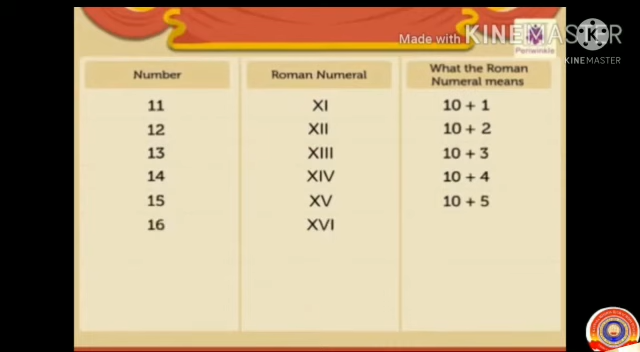 Made with KINEMASTER
Periwinkle
KINEMASTER
Number Roman Numeral What the Roman Numeral means
11 XI 10 + 1
12 XII 10 + 2
13 XIII 10 + 3
14 XIV 10 + 4
15 XV 10 + 5
16 XVI